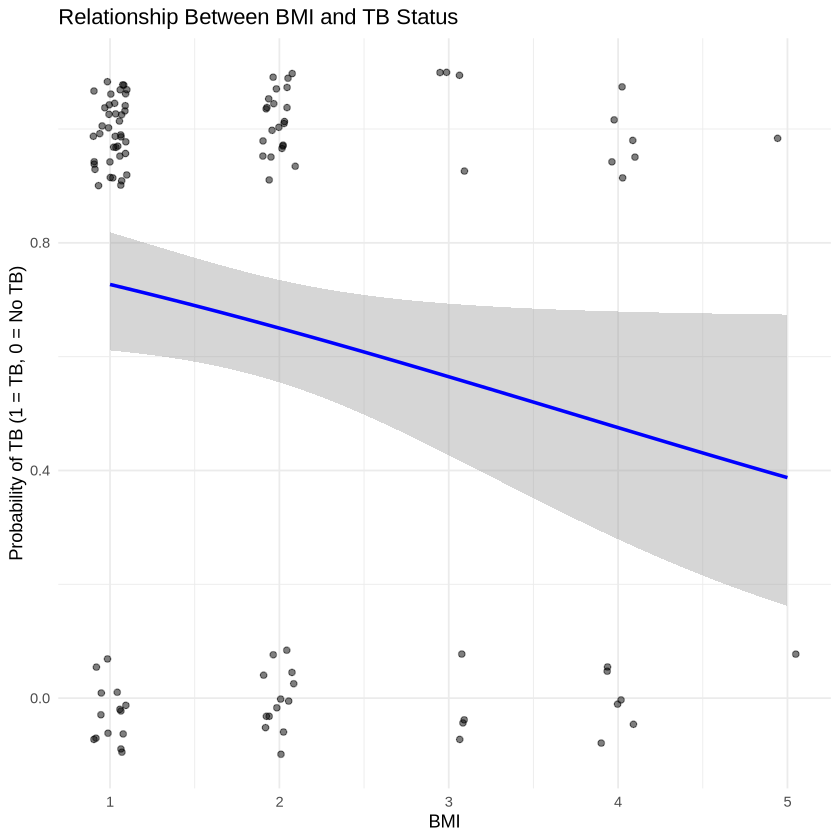 Relationship Between BMI and TB Status
Probability of TB (1 = TB, 0 = No TB)
0.8
0.4
0.0
1 2 3 4 5
BMI